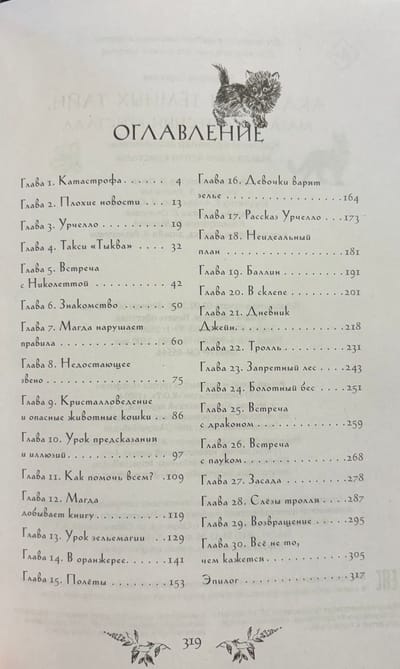 ОГЛАВЛЕНИЕ
Глава 1. Катастрофа. . . . . . 4
Глава 2. Плохие новости . . . 13
Глава 3. Урчелло . . . . . . . . 19
Глава 4. Такси «Тыква» . . . 32
Глава 5. Встреча
с Николеттой . . . . . . . . . . 42
Глава 6. Знакомство . . . . . 50
Глава 7. Магда нарушает
правила . . . . . . . . . . . . . . 60
Глава 8. Недостающее
звено . . . . . . . . . . . . . . . . 75
Глава 9. Кристалловедение
и опасные животные кошки . . 86
Глава 10. Урок предсказания
и иллюзий . . . . . . . . . . . . 97
Глава 11. Как помочь всем? . 109
Глава 12. Магда
добывает книгу . . . . . . . . 119
Глава 13. Урок зельемагии . 129
Глава 14. В оранжерее. . . . 141
Глава 15. Полёты . . . . . . . 153
Глава 16. Девочки варят
зелье . . . . . . . . . . . . . . . 164
Глава 17. Рассказ Урчелло . . 173
Глава 18. Неидеальный
план . . . . . . . . . . . . . . . 181
Глава 19. Баллин . . . . . . . 191
Глава 20. В склепе . . . . . . 201
Глава 21. Дневник
Джейн. . . . . . . . . . . . . . 218
Глава 22. Тролль . . . . . . . 231
Глава 23. Запретный лес . . 243
Глава 24. Болотный бес . . . 251
Глава 25. Встреча
с драконом . . . . . . . . . . . 259
Глава 26. Встреча
с пауком . . . . . . . . . . . . . 268
Глава 27. Засада . . . . . . . 278
Глава 28. Слёзы тролля . . . 287
Глава 29. Возвращение . . . 295
Глава 30. Всё не то,
чем кажется . . . . . . . . . . 305
Эпилог . . . . . . . . . . . . . . 317
319